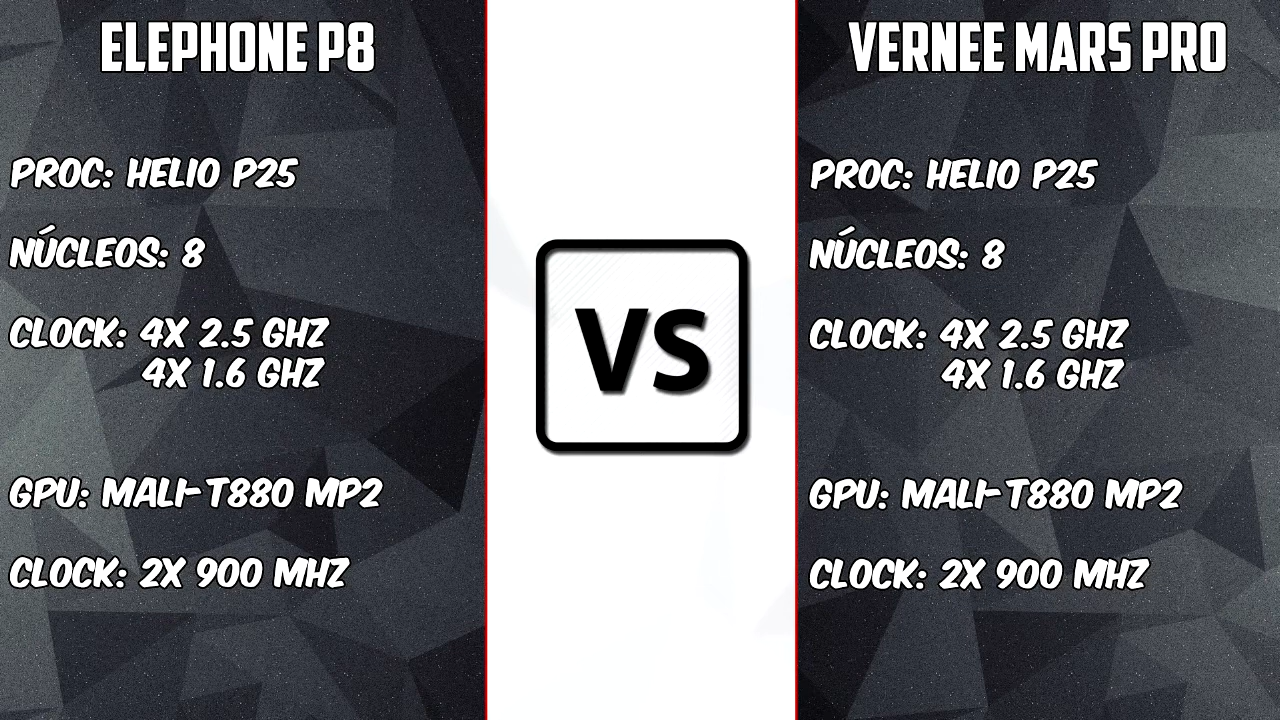 ELEPHONE P8
PROC: HELIO P25
NÚCLEOS: 8
CLOCK: 4X 2.5 GHZ
4X 1.6 GHZ
GPU: MALI-T880 MP2
CLOCK: 2X 900 MHZ
VS
VERNEE MARS PRO
PROC: HELIO P25
NÚCLEOS: 8
CLOCK: 4X 2.5 GHZ
4X 1.6 GHZ
GPU: MALI-T880 MP2
CLOCK: 2X 900 MHZ